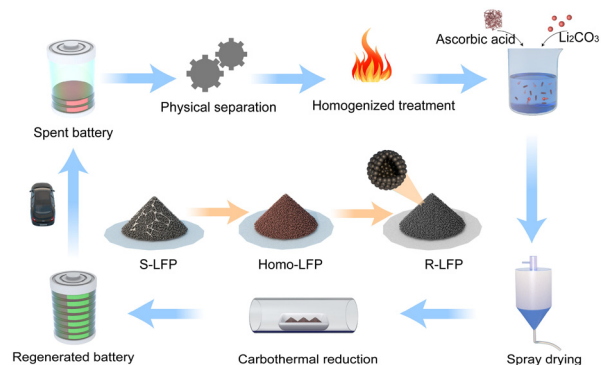 Ascorbic acid
Li₂CO₃
Spent battery
Physical separation
Homogenized treatment
S-LFP
Homo-LFP
R-LFP
Regenerated battery
Carbothermal reduction
Spray drying